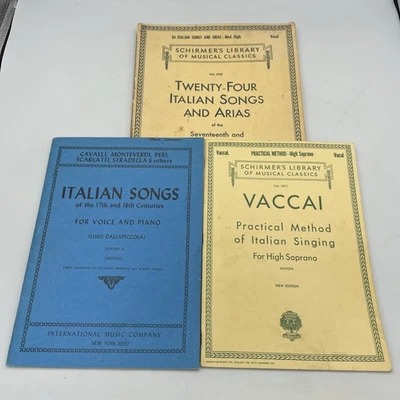 24 ITALIAN SONGS AND ARIAS—Med. High Vocal
SCHIRMER'S LIBRARY
OF MUSICAL CLASSICS
TWENTY-FOUR
ITALIAN SONGS
AND ARIAS
of the
Seventeenth and
CAVALLI, MONTEVERDI, PERI,
SCARLATTI, STRADELLA & others
ITALIAN SONGS
of the 17th and 18th Centuries
FOR VOICE AND PIANO
(LUIGI DALLAPICCOLA)
INTERNATIONAL MUSIC COMPANY
NEW YORK CITY
Vocal PRACTICAL METHOD—High Soprano Vocal
SCHIRMER'S LIBRARY
OF MUSICAL CLASSICS
VACCAI
Practical Method
of Italian Singing
For High Soprano
NEW EDITION